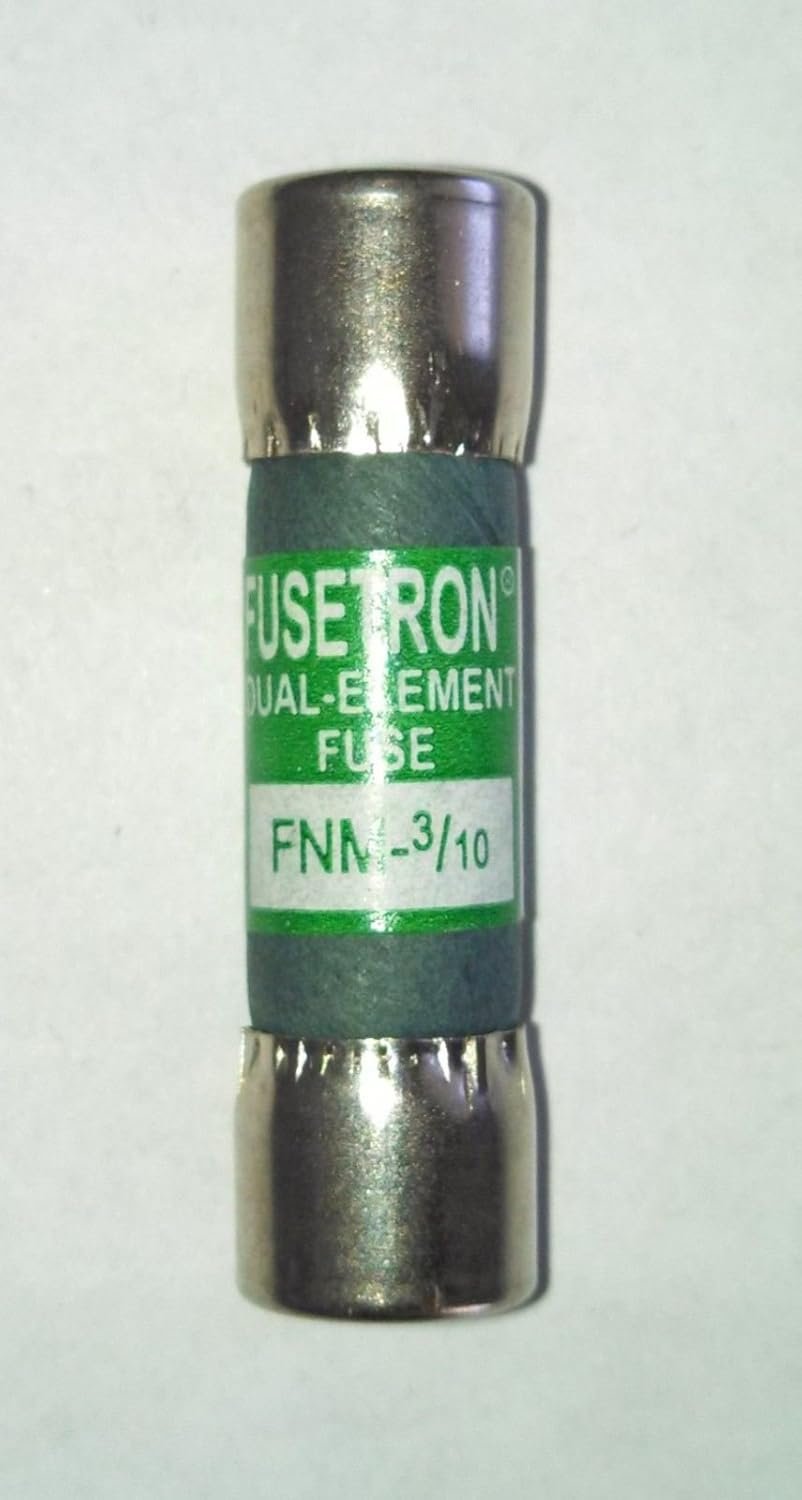 FUSETRON®
DUAL-ELEMENT
FUSE
FNM-3/10